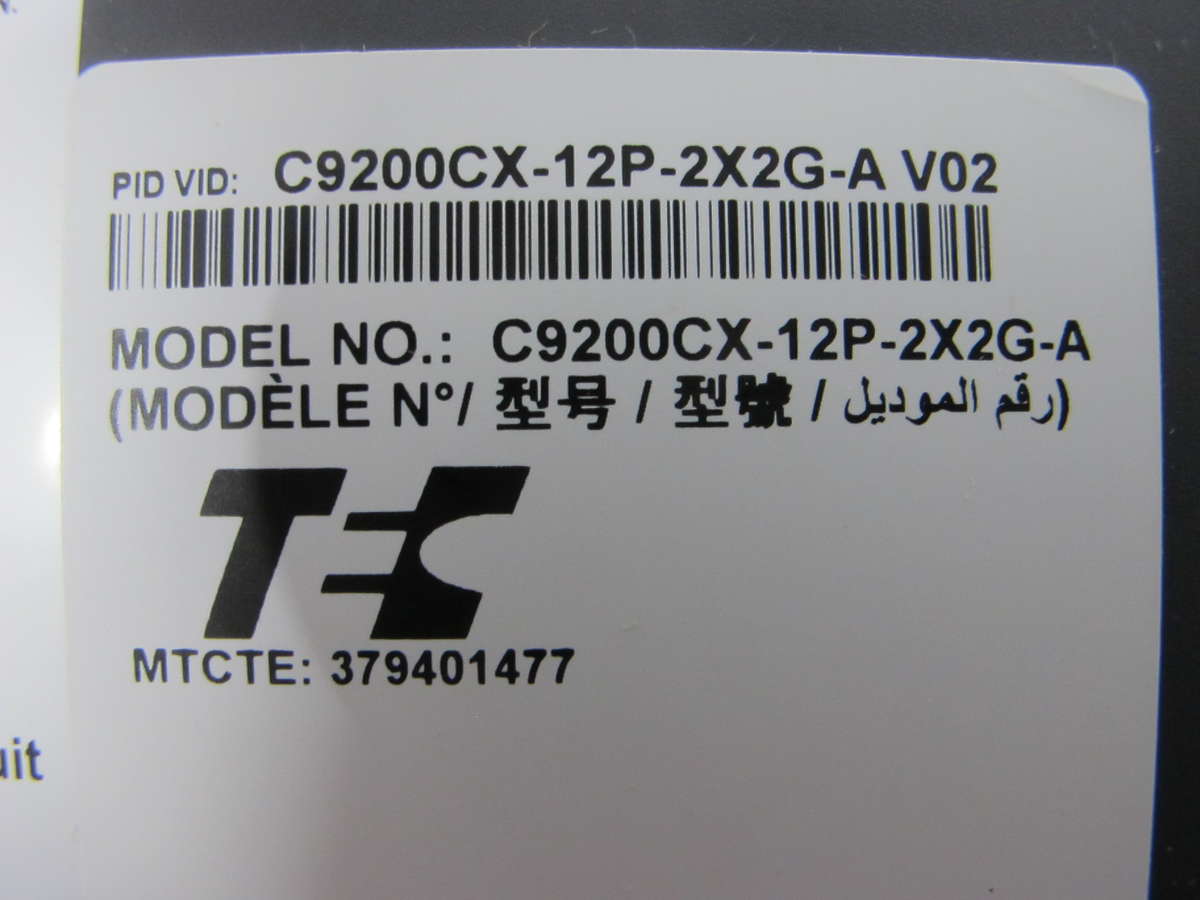 PID VID: C9200CX-12P-2X2G-A V02
MODEL NO.: C9200CX-12P-2X2G-A
(MODÈLE N°/ 型号 / 型號 / رقم الموديل)
TEC
MTCTE: 379401477